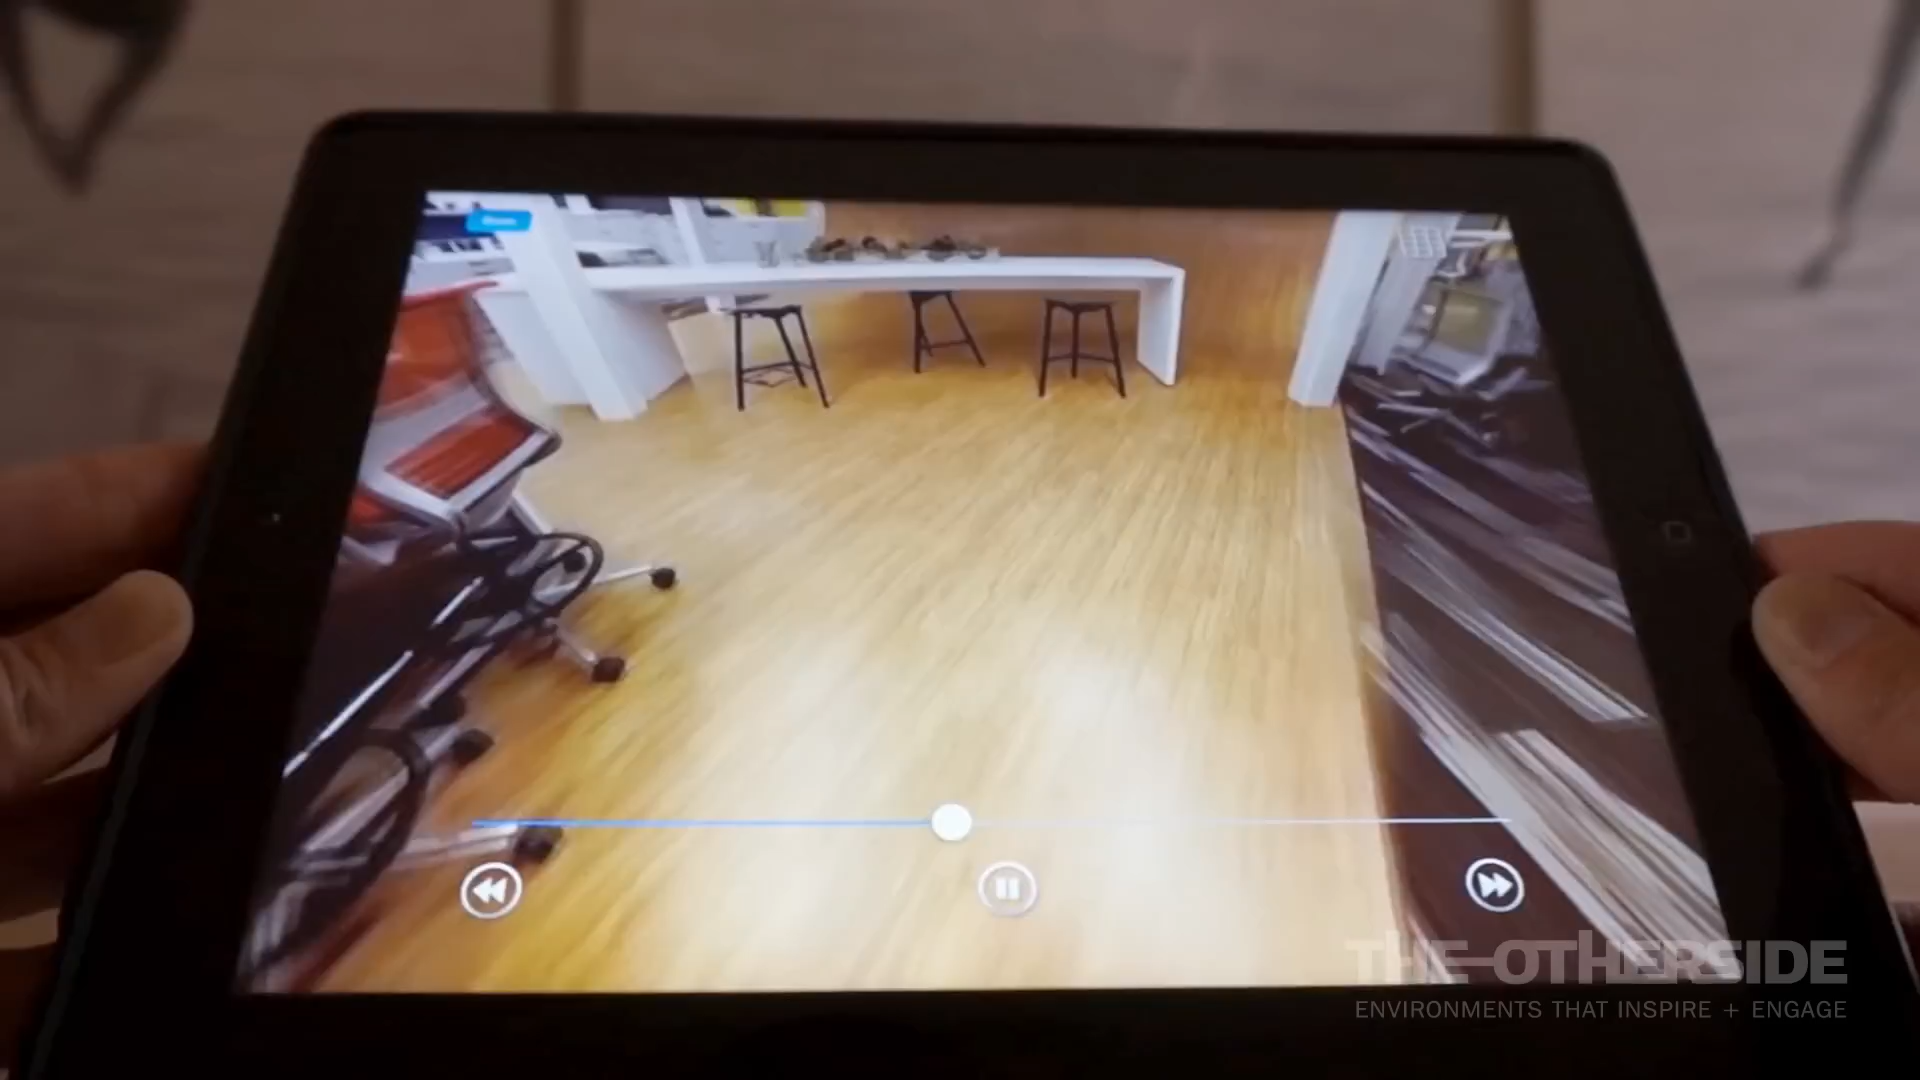 THE OTHERSIDE
ENVIRONMENTS THAT INSPIRE + ENGAGE